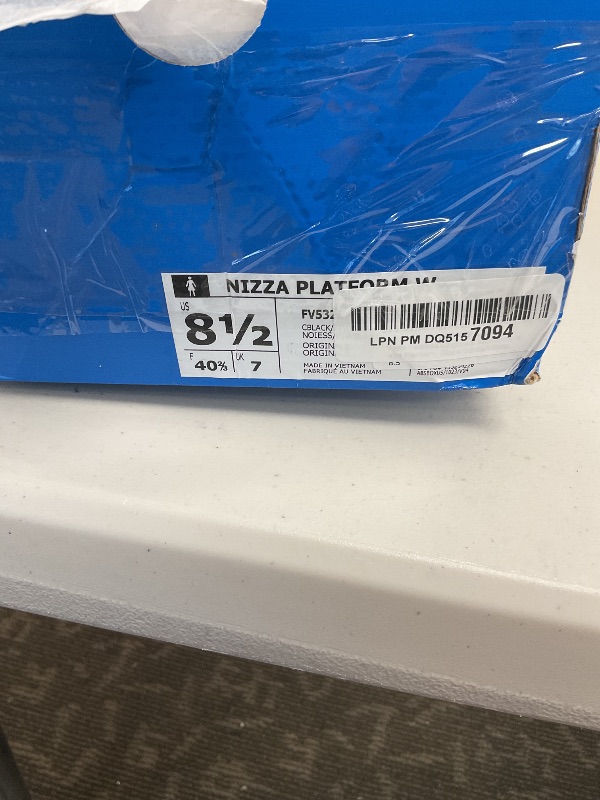 NIZZA PLATFORM W
US
8½
F
40⅔
UK
7
FV532
CBLACK/
NOIESS/
ORIGIN
ORIGIN
MADE IN VIETNAM
FABRIQUÉ AU VIETNAM
LPN PM DQ5157094